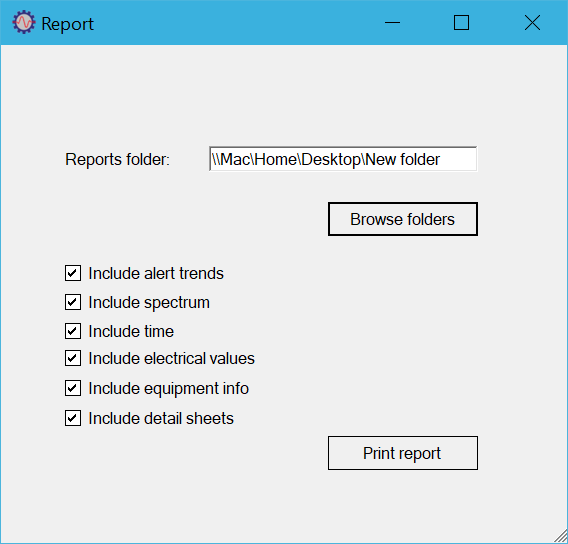 Report
Reports folder: \\Mac\Home\Desktop\New folder
Browse folders
Include alert trends
Include spectrum
Include time
Include electrical values
Include equipment info
Include detail sheets
Print report